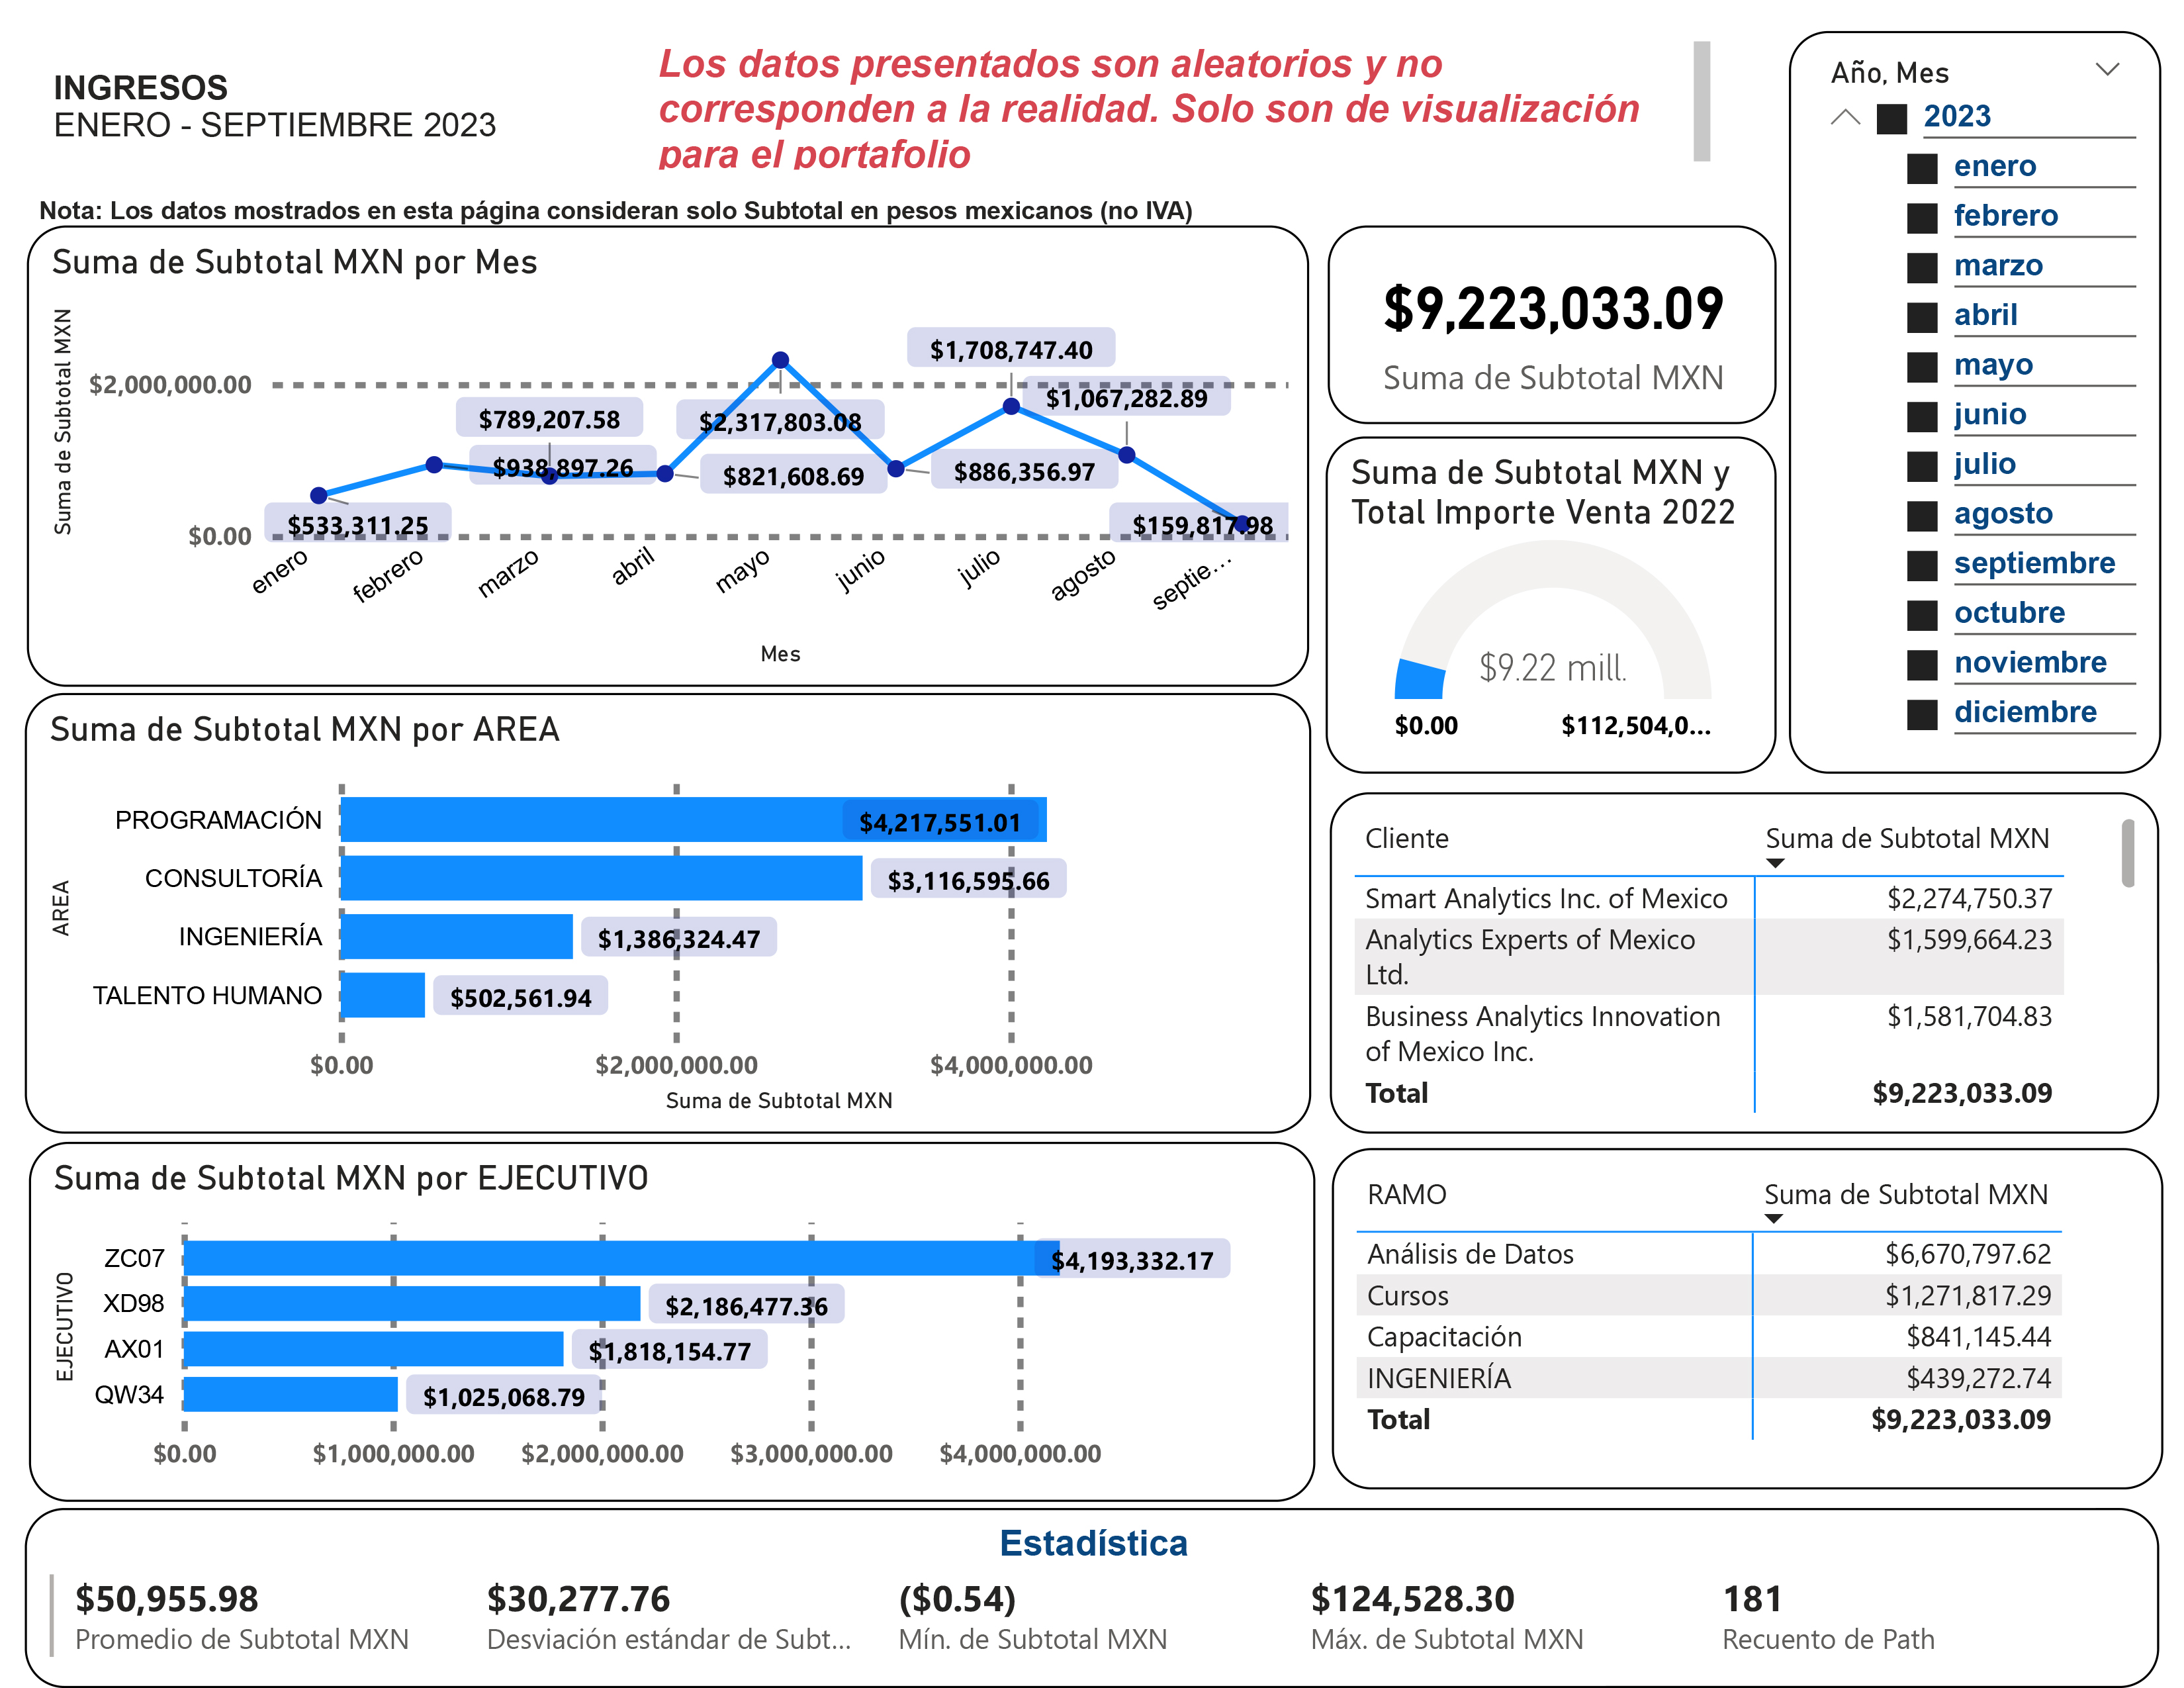 INGRESOS
ENERO - SEPTIEMBRE 2023
Los datos presentados son aleatorios y no
corresponden a la realidad. Solo son de visualización
para el portafolio
Nota: Los datos mostrados en esta página consideran solo Subtotal en pesos mexicanos (no IVA)
Año, Mes
2023
enero
febrero
marzo
abril
mayo
junio
julio
agosto
septiembre
octubre
noviembre
diciembre
Suma de Subtotal MXN por Mes
Suma de Subtotal MXN
$2,000,000.00
$0.00
$533,311.25
$938,897.26
$789,207.58
$821,608.69
$2,317,803.08
$886,356.97
$1,708,747.40
$1,067,282.89
$159,817.98
enero
febrero
marzo
abril
mayo
junio
julio
agosto
septie...
Mes
$9,223,033.09
Suma de Subtotal MXN
Suma de Subtotal MXN y
Total Importe Venta 2022
$9.22 mill.
$0.00
$112,504,0...
Suma de Subtotal MXN por AREA
AREA
PROGRAMACIÓN
$4,217,551.01
CONSULTORÍA
$3,116,595.66
INGENIERÍA
$1,386,324.47
TALENTO HUMANO
$502,561.94
$0.00
$2,000,000.00
$4,000,000.00
Suma de Subtotal MXN
Cliente Suma de Subtotal MXN
Smart Analytics Inc. of Mexico $2,274,750.37
Analytics Experts of Mexico $1,599,664.23
Ltd.
Business Analytics Innovation $1,581,704.83
of Mexico Inc.
Total $9,223,033.09
Suma de Subtotal MXN por EJECUTIVO
EJECUTIVO
ZC07
$4,193,332.17
XD98
$2,186,477.36
AX01
$1,818,154.77
QW34
$1,025,068.79
$0.00
$1,000,000.00
$2,000,000.00
$3,000,000.00
$4,000,000.00
RAMO Suma de Subtotal MXN
Análisis de Datos $6,670,797.62
Cursos $1,271,817.29
Capacitación $841,145.44
INGENIERÍA $439,272.74
Total $9,223,033.09
Estadística
$50,955.98
Promedio de Subtotal MXN
$30,277.76
Desviación estándar de Subt...
($0.54)
Mín. de Subtotal MXN
$124,528.30
Máx. de Subtotal MXN
181
Recuento de Path